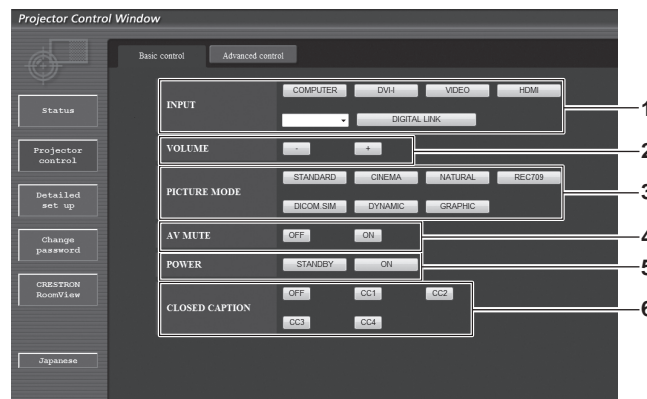 Projector Control Window
Basic control
Advanced control
Status
Projector control
Detailed set up
Change password
CRESTRON RoomView
Japanese
INPUT
COMPUTER DVI-I VIDEO HDMI
DIGITAL LINK
1
VOLUME - +
2
PICTURE MODE
STANDARD CINEMA NATURAL REC709
DICOM.SIM DYNAMIC GRAPHIC
3
AV MUTE OFF ON
4
POWER STANDBY ON
5
CLOSED CAPTION
OFF CC1 CC2
CC3 CC4
6